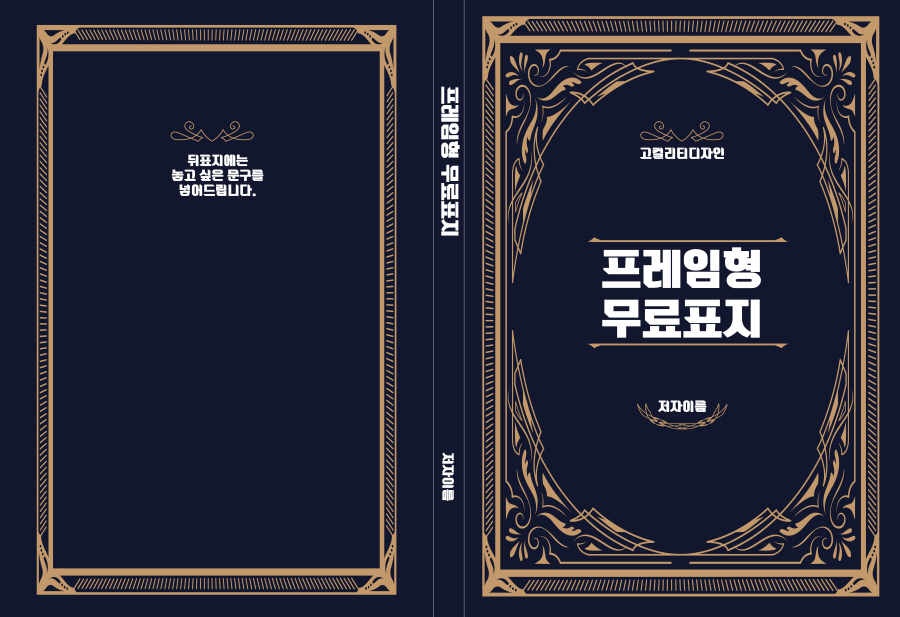 뒤표지에는
놓고 싶은 문구를
넣어드립니다.
프레임형 무료표지
저자이름
고퀄리티디자인
프레임형
무료표지
저자이름